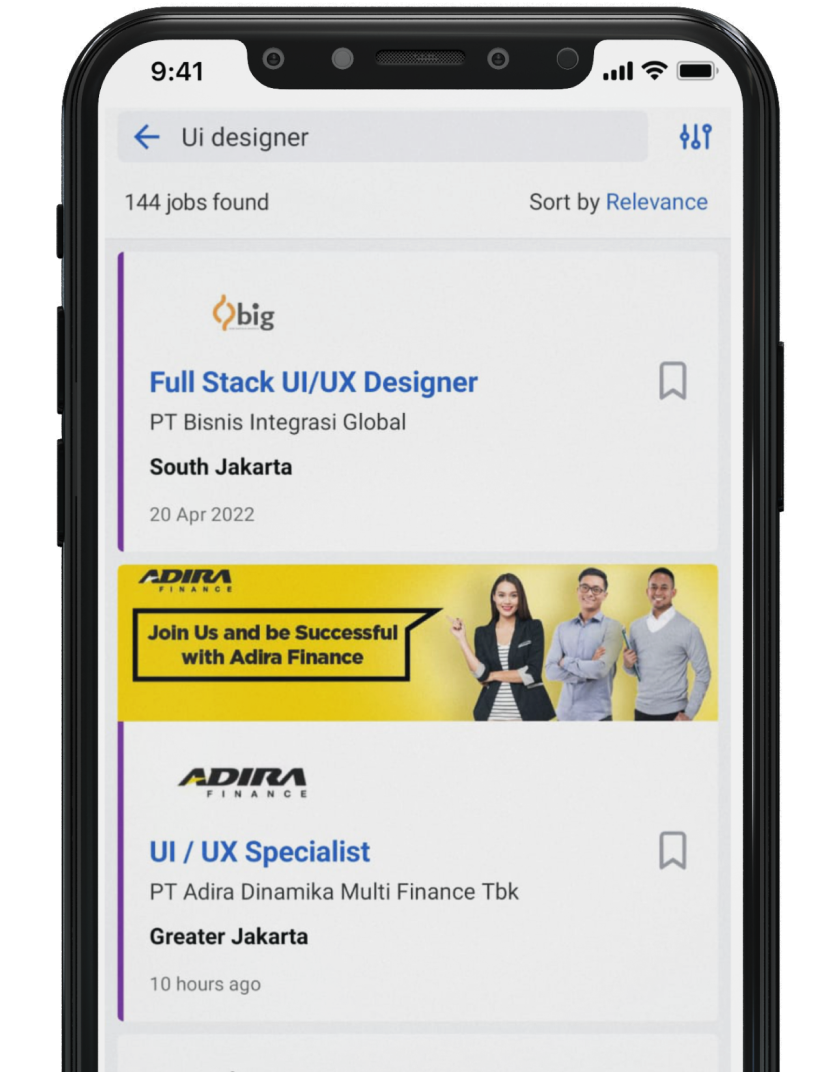 9:41
Ui designer
144 jobs found
Sort by Relevance
big
Full Stack UI/UX Designer
PT Bisnis Integrasi Global
South Jakarta
20 Apr 2022
ADIRA
FINANCE
Join Us and be Successful
with Adira Finance
ADIRA
FINANCE
UI / UX Specialist
PT Adira Dinamika Multi Finance Tbk
Greater Jakarta
10 hours ago